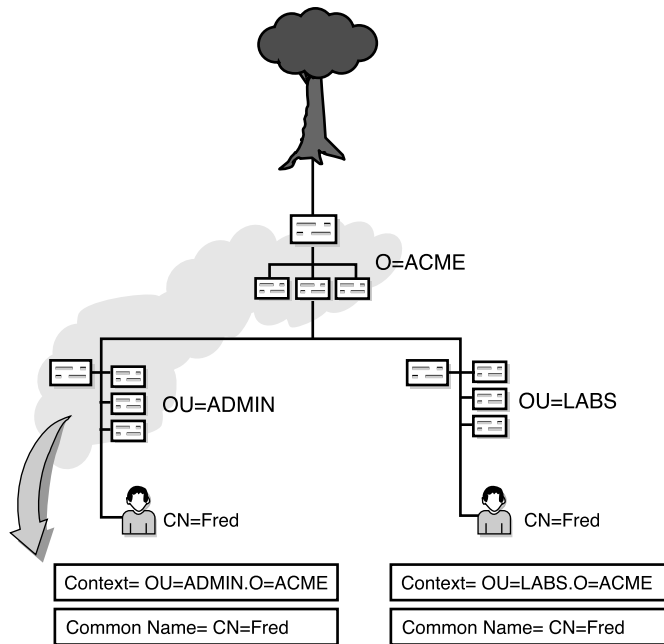 O=ACME
OU=ADMIN
OU=LABS
CN=Fred
CN=Fred
Context= OU=ADMIN.O=ACME
Context= OU=LABS.O=ACME
Common Name= CN=Fred
Common Name= CN=Fred